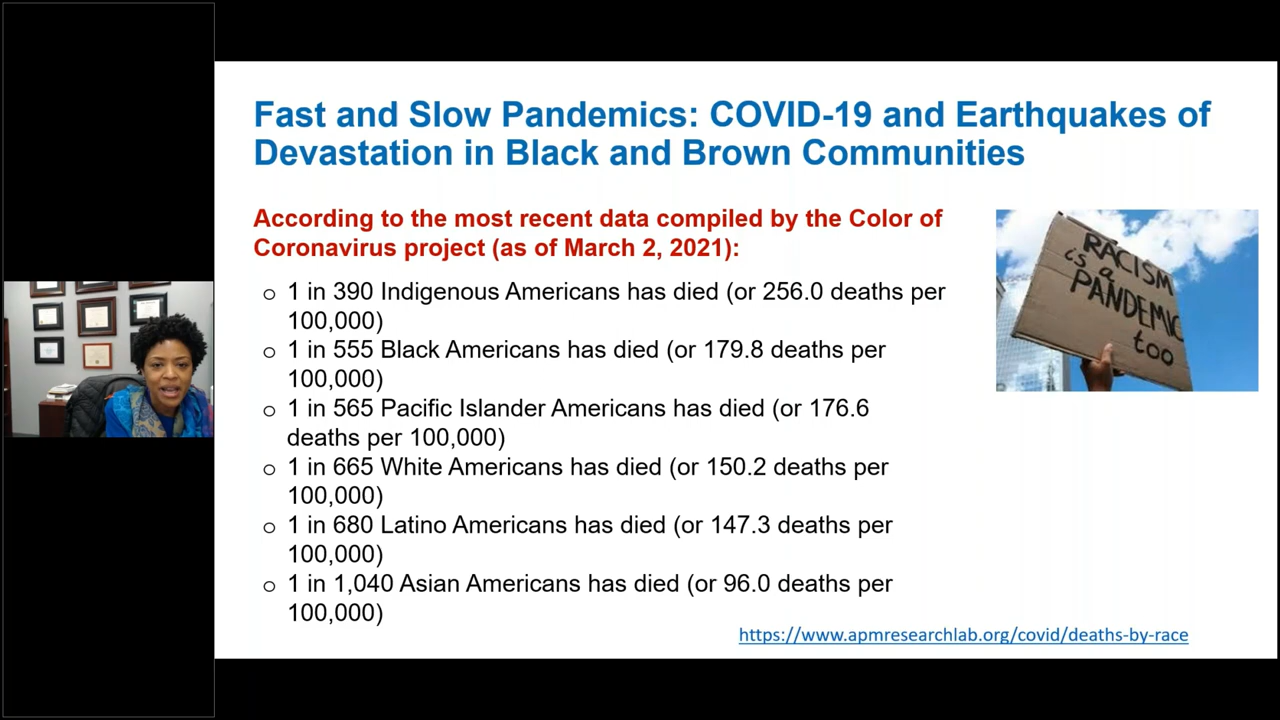 Fast and Slow Pandemics: COVID-19 and Earthquakes of
Devastation in Black and Brown Communities
According to the most recent data compiled by the Color of
Coronavirus project (as of March 2, 2021):
o 1 in 390 Indigenous Americans has died (or 256.0 deaths per
100,000)
o 1 in 555 Black Americans has died (or 179.8 deaths per
100,000)
o 1 in 565 Pacific Islander Americans has died (or 176.6
deaths per 100,000)
o 1 in 665 White Americans has died (or 150.2 deaths per
100,000)
o 1 in 680 Latino Americans has died (or 147.3 deaths per
100,000)
o 1 in 1,040 Asian Americans has died (or 96.0 deaths per
100,000)
RACISM
is a
PANDEMIC
too
https://www.apmresearchlab.org/covid/deaths-by-race